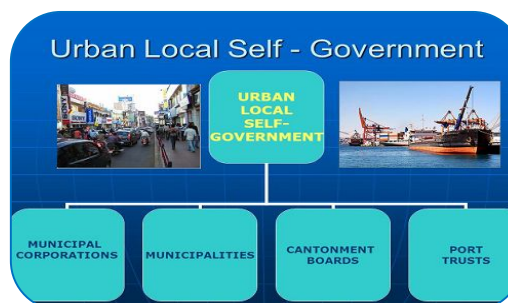 Urban Local Self - Government
URBAN
LOCAL
SELF-
GOVERNMENT
MUNICIPAL
CORPORATIONS
MUNICIPALITIES
CANTONMENT
BOARDS
PORT
TRUSTS